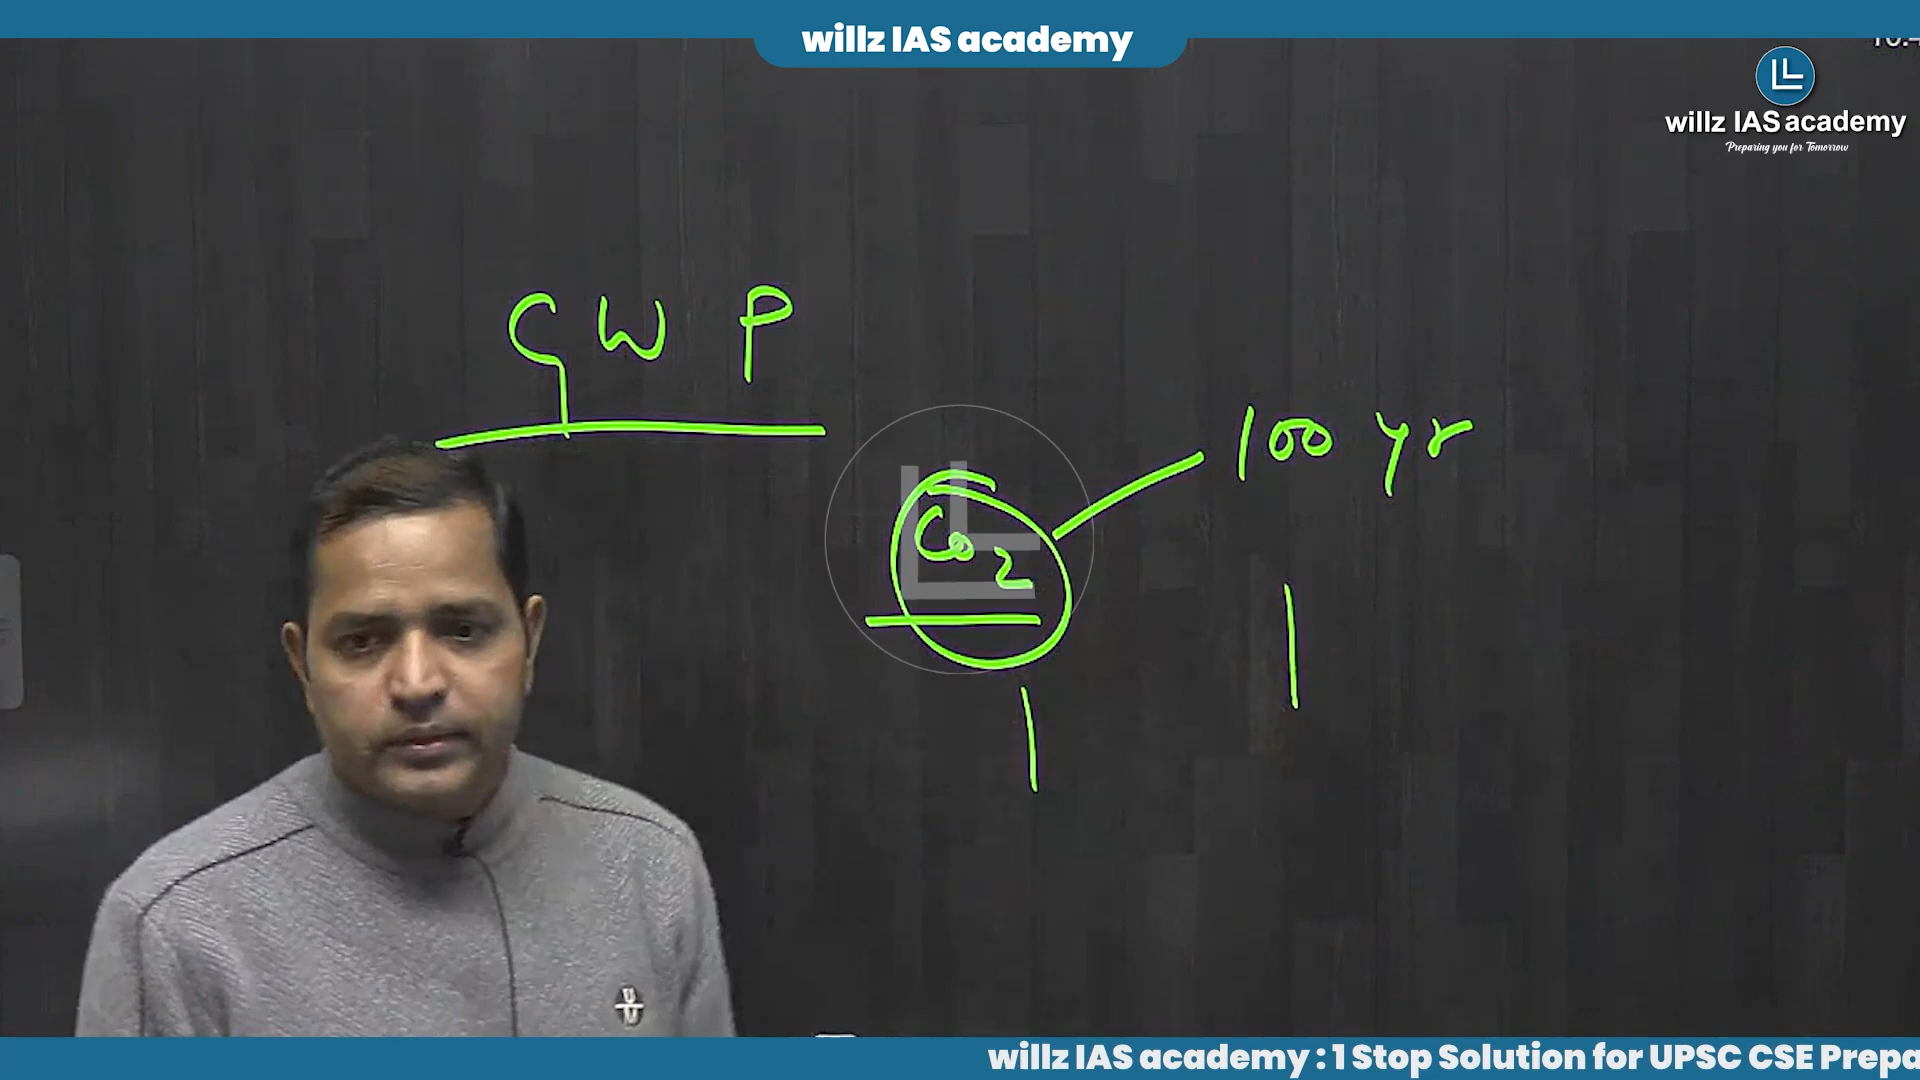 willz IAS academy
willz IAS academy
Preparing you for Tomorrow
G W P
100 yr
CO2
1
1
willz IAS academy : 1 Stop Solution for UPSC CSE Prepa